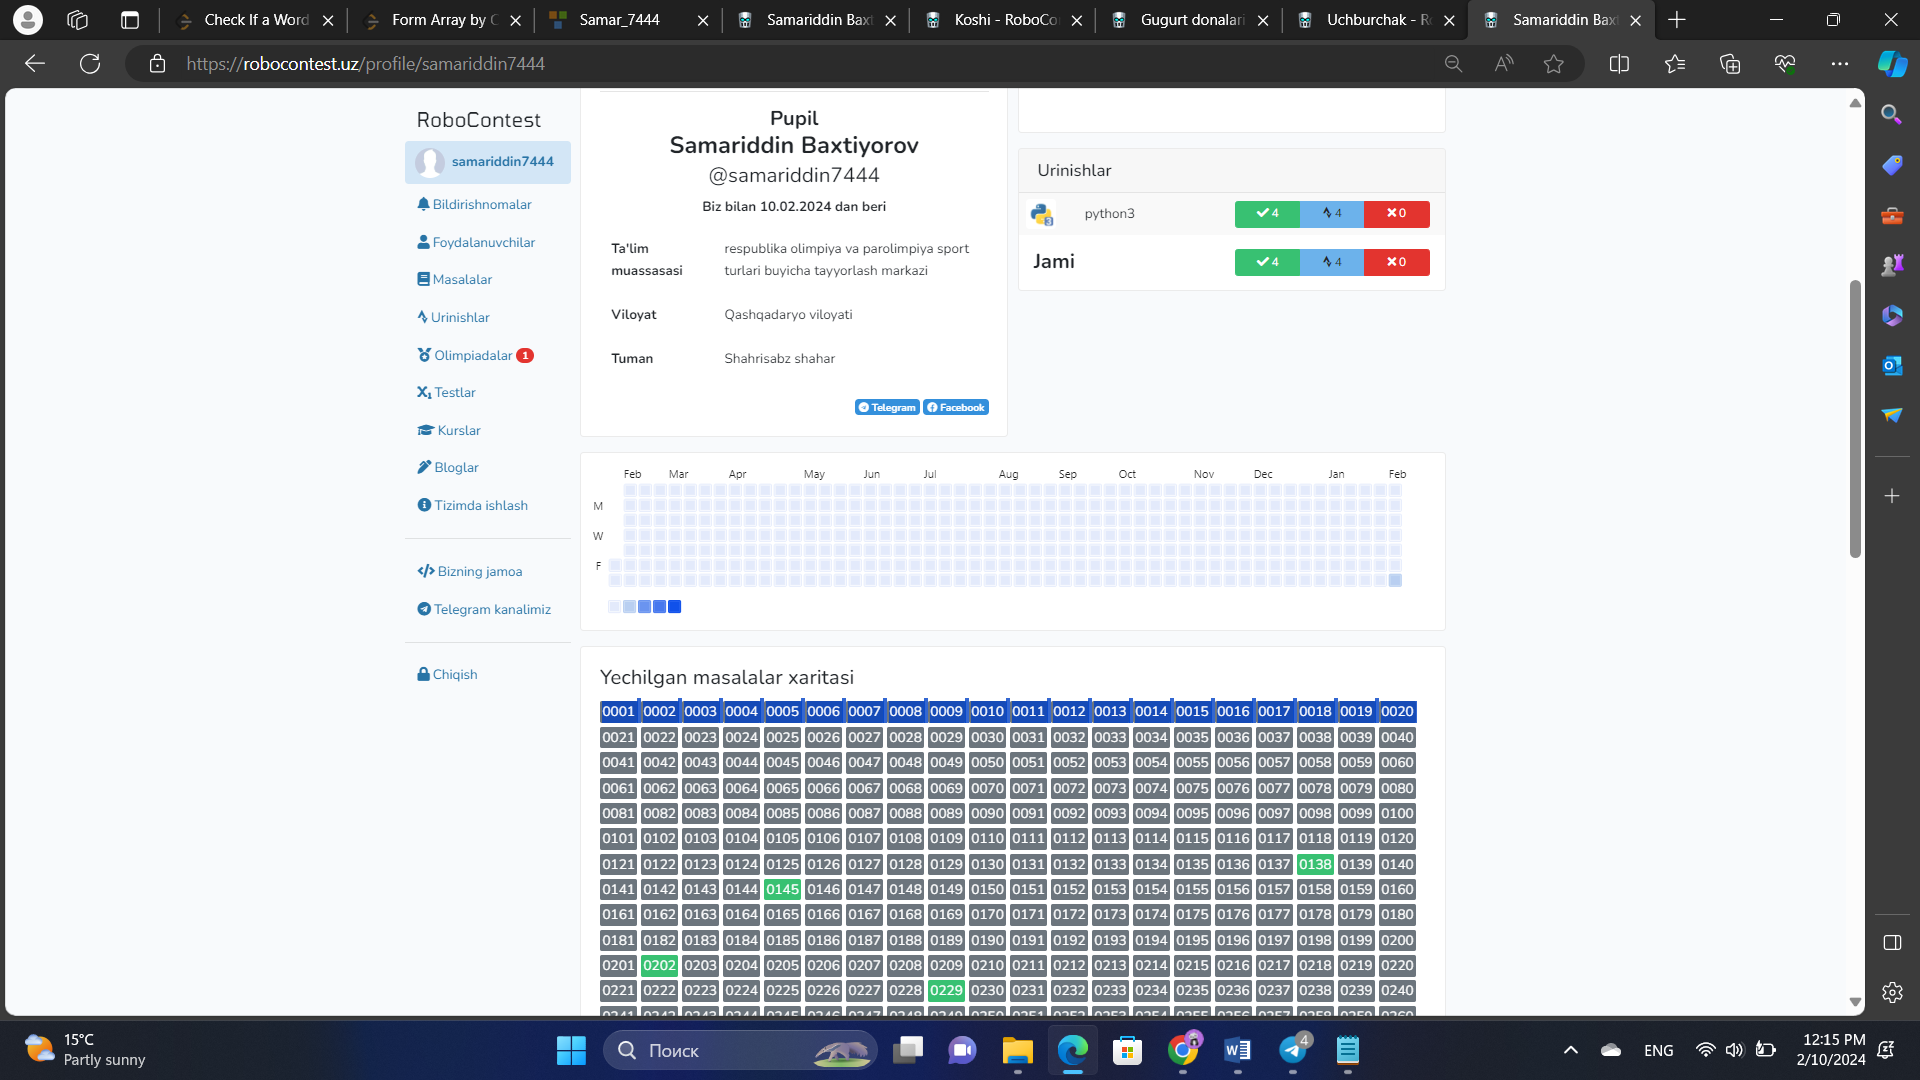 Check If a Word
Form Array by C
Samar_7444
Samariddin Baxt
Koshi - RoboCo
Gugurt donalari
Uchburchak - R
Samariddin Bax
https://robocontest.uz/profile/samariddin7444
RoboContest
samariddin7444
Bildirishnomalar
Foydalanuvchilar
Masalalar
Urinishlar
Olimpiadalar 1
Testlar
Kurslar
Bloglar
Tizimda ishlash
Bizning jamoa
Telegram kanalimiz
Chiqish
Pupil
Samariddin Baxtiyorov
@samariddin7444
Biz bilan 10.02.2024 dan beri
Ta'lim muassasasi
respublika olimpiya va parolimpiya sport
turlari buyicha tayyorlash markazi
Viloyat Qashqadaryo viloyati
Tuman Shahrisabz shahar
Telegram Facebook
Urinishlar
python3 4 4 0
Jami 4 4 0
Feb Mar Apr May Jun Jul Aug Sep Oct Nov Dec Jan Feb
M
W
F
Yechilgan masalalar xaritasi
0001 0002 0003 0004 0005 0006 0007 0008 0009 0010 0011 0012 0013 0014 0015 0016 0017 0018 0019 0020
0021 0022 0023 0024 0025 0026 0027 0028 0029 0030 0031 0032 0033 0034 0035 0036 0037 0038 0039 0040
0041 0042 0043 0044 0045 0046 0047 0048 0049 0050 0051 0052 0053 0054 0055 0056 0057 0058 0059 0060
0061 0062 0063 0064 0065 0066 0067 0068 0069 0070 0071 0072 0073 0074 0075 0076 0077 0078 0079 0080
0081 0082 0083 0084 0085 0086 0087 0088 0089 0090 0091 0092 0093 0094 0095 0096 0097 0098 0099 0100
0101 0102 0103 0104 0105 0106 0107 0108 0109 0110 0111 0112 0113 0114 0115 0116 0117 0118 0119 0120
0121 0122 0123 0124 0125 0126 0127 0128 0129 0130 0131 0132 0133 0134 0135 0136 0137 0138 0139 0140
0141 0142 0143 0144 0145 0146 0147 0148 0149 0150 0151 0152 0153 0154 0155 0156 0157 0158 0159 0160
0161 0162 0163 0164 0165 0166 0167 0168 0169 0170 0171 0172 0173 0174 0175 0176 0177 0178 0179 0180
0181 0182 0183 0184 0185 0186 0187 0188 0189 0190 0191 0192 0193 0194 0195 0196 0197 0198 0199 0200
0201 0202 0203 0204 0205 0206 0207 0208 0209 0210 0211 0212 0213 0214 0215 0216 0217 0218 0219 0220
0221 0222 0223 0224 0225 0226 0227 0228 0229 0230 0231 0232 0233 0234 0235 0236 0237 0238 0239 0240
15°C
Partly sunny
Поиск
4
ENG
12:15 PM
2/10/2024